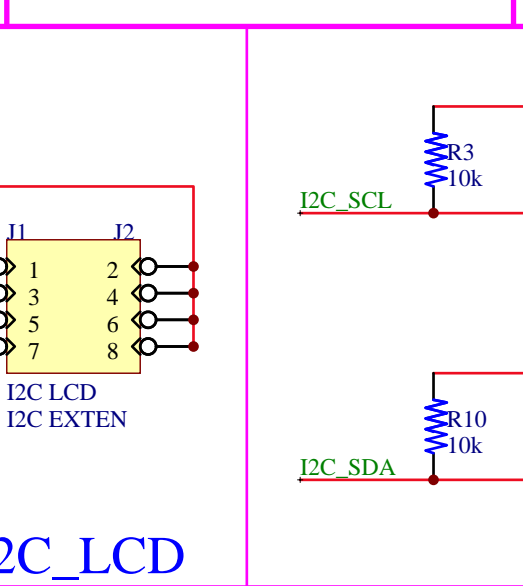 J1 J2
1 2
3 4
5 6
7 8
I2C LCD
I2C EXTEN
2C_LCD
R3
10k
I2C_SCL
R10
10k
I2C_SDA